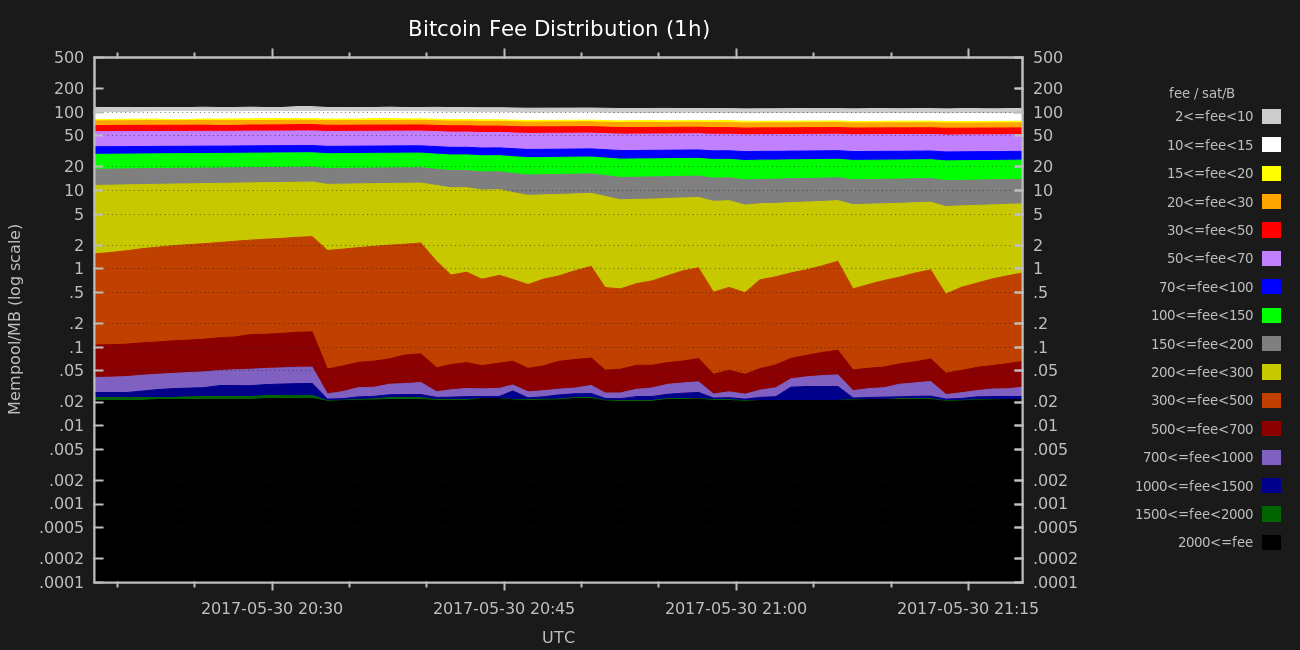 Bitcoin Fee Distribution (1h)
500
200
100
50
20
10
5
2
1
.5
.2
.1
.05
.02
.01
.005
.002
.001
.0005
.0002
.0001
Mempool/MB (log scale)
500
200
100
50
20
10
5
2
1
.5
.2
.1
.05
.02
.01
.005
.002
.001
.0005
.0002
.0001
2017-05-30 20:30 2017-05-30 20:45 2017-05-30 21:00 2017-05-30 21:15
UTC
fee / sat/B
2<=fee<10
10<=fee<15
15<=fee<20
20<=fee<30
30<=fee<50
50<=fee<70
70<=fee<100
100<=fee<150
150<=fee<200
200<=fee<300
300<=fee<500
500<=fee<700
700<=fee<1000
1000<=fee<1500
1500<=fee<2000
2000<=fee